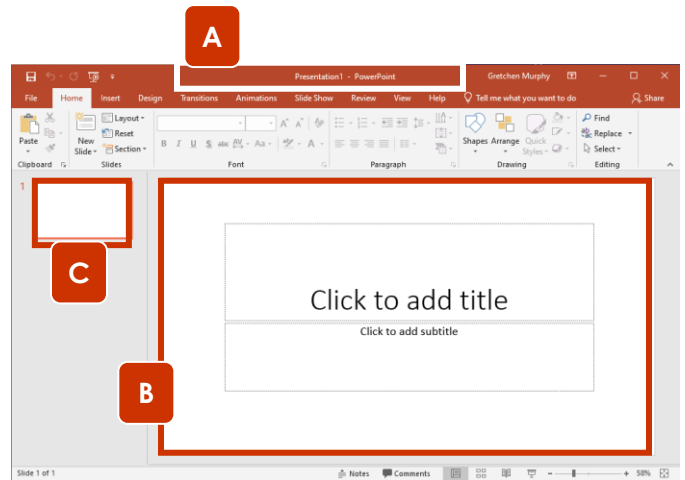 A
Presentation1 - PowerPoint Gretchen Murphy
File Home Insert Design Transitions Animations Slide Show Review View Help Tell me what you want to do Share
Paste
New Slide
Layout
Reset
Section
B I U S abc AV Aa A
A A
Shapes Arrange Quick Styles
Find
Replace
Select
Clipboard Slides Font Paragraph Drawing Editing
1
C
Click to add title
Click to add subtitle
B
Slide 1 of 1 Notes Comments 58%